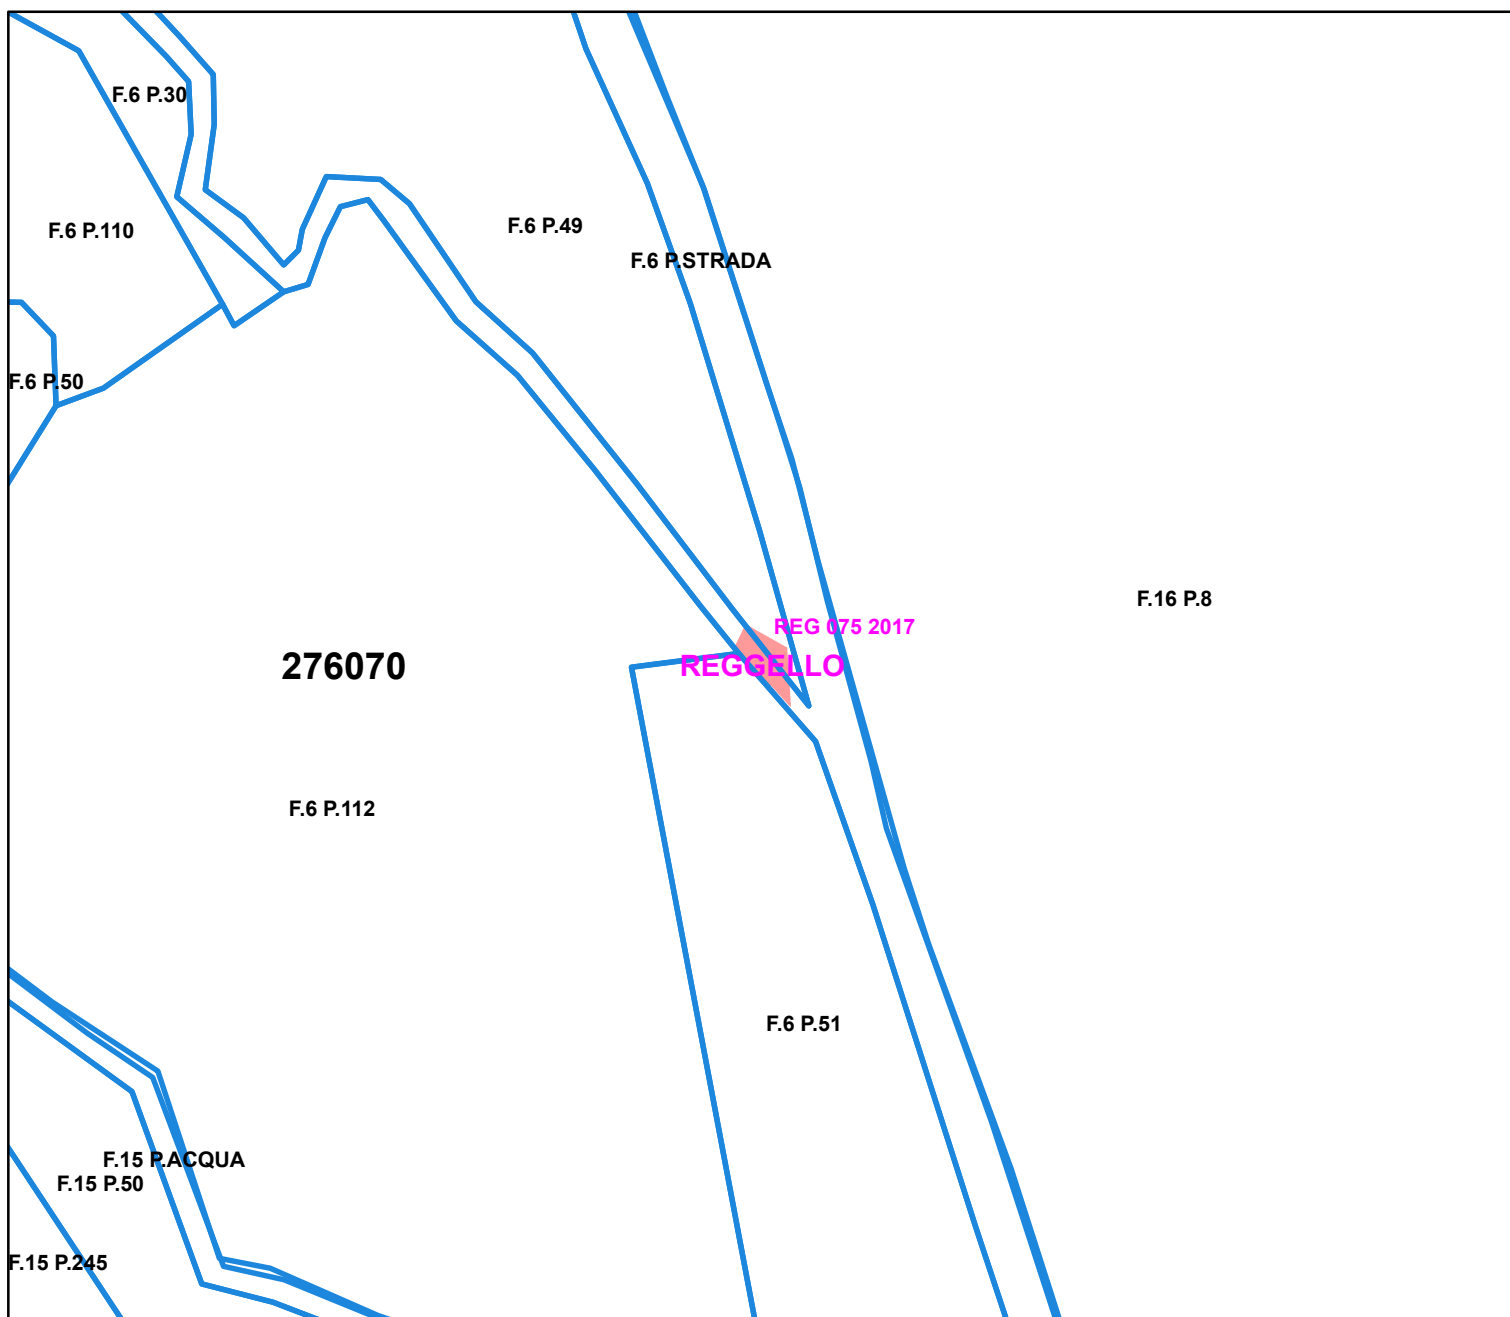 F.6 P.30
F.6 P.49
F.6 P.110
F.6 P.STRADA
F.6 P.50
F.16 P.8
REG 075 2017
276070
REGGELLO
F.6 P.112
F.6 P.51
F.15 P.ACQUA
F.15 P.50
F.15 P.245